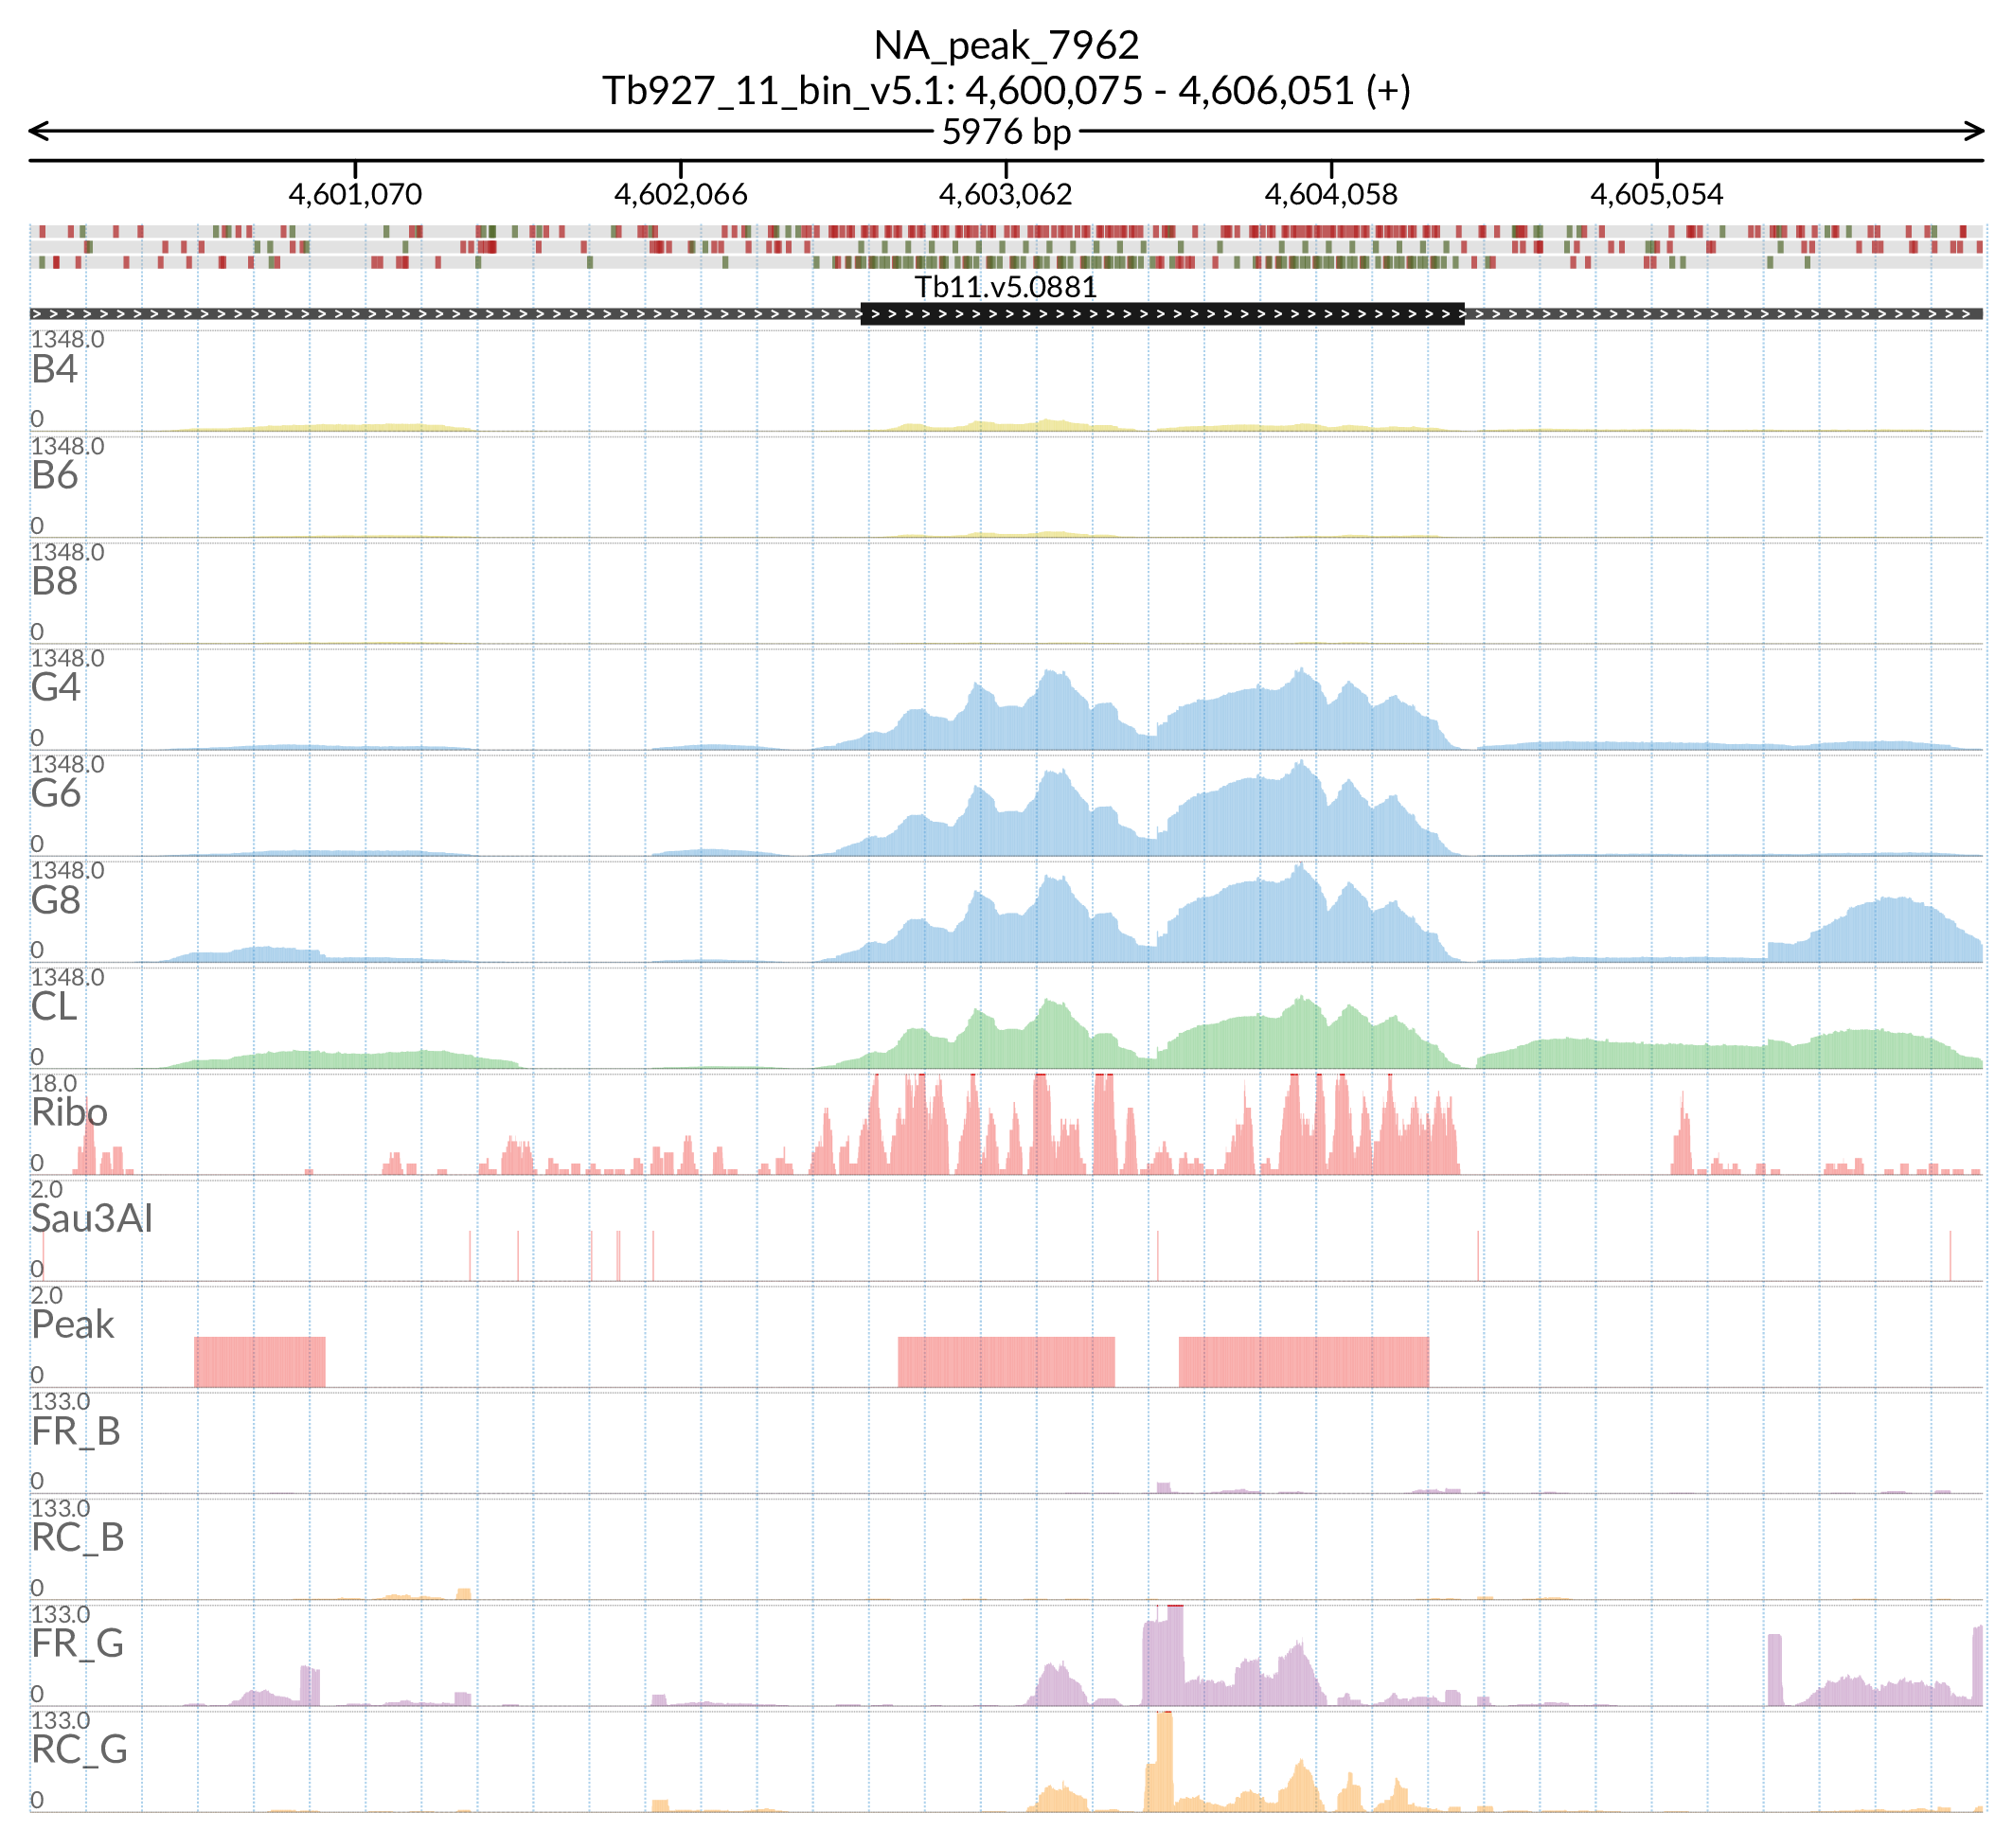 NA_peak_7962
Tb927_11_bin_v5.1: 4,600,075 - 4,606,051 (+)
5976 bp
4,601,070 4,602,066 4,603,062 4,604,058 4,605,054
Tb11.v5.0881
1348.0
B4
0
1348.0
B6
0
1348.0
B8
0
1348.0
G4
0
1348.0
G6
0
1348.0
G8
0
1348.0
CL
0
18.0
Ribo
0
2.0
Sau3AI
0
2.0
Peak
0
133.0
FR_B
0
133.0
RC_B
0
133.0
FR_G
0
133.0
RC_G
0